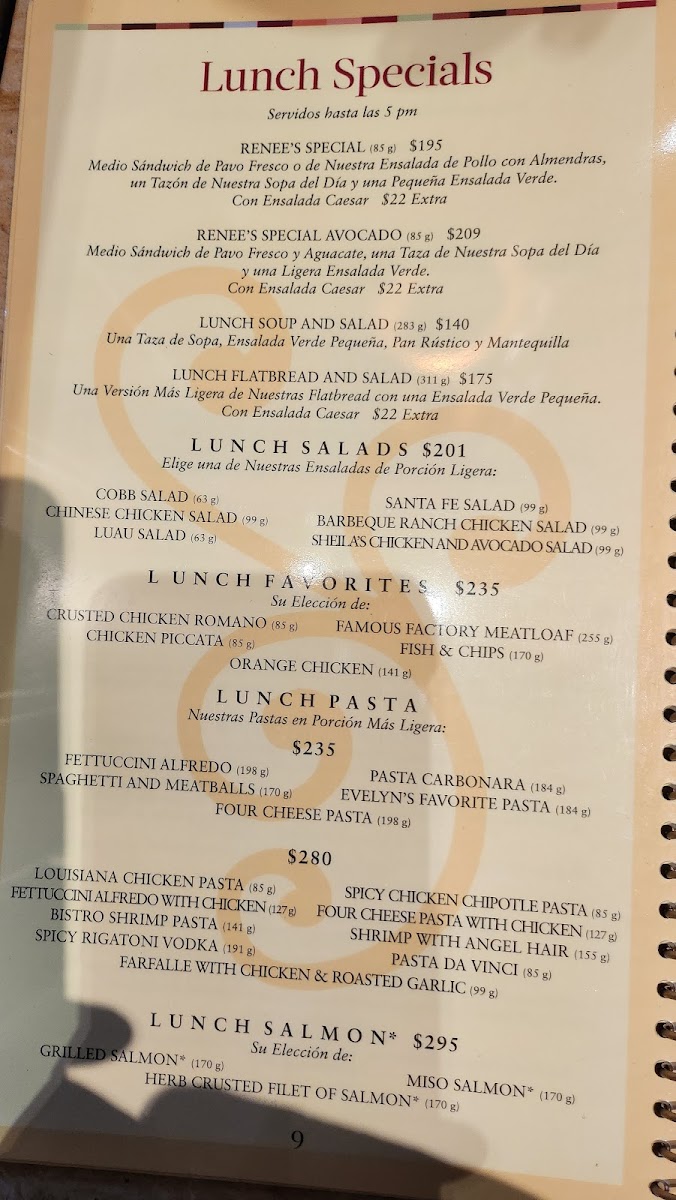 Lunch Specials
Servidos hasta las 5 pm
RENEE'S SPECIAL (85 g) $195
Medio Sándwich de Pavo Fresco o de Nuestra Ensalada de Pollo con Almendras,
un Tazón de Nuestra Sopa del Día y una Pequeña Ensalada Verde.
Con Ensalada Caesar $22 Extra
RENEE'S SPECIAL AVOCADO (85 g) $209
Medio Sándwich de Pavo Fresco y Aguacate, una Taza de Nuestra Sopa del Día
y una Ligera Ensalada Verde.
Con Ensalada Caesar $22 Extra
LUNCH SOUP AND SALAD (283 g) $140
Una Taza de Sopa, Ensalada Verde Pequeña, Pan Rústico y Mantequilla
LUNCH FLATBREAD AND SALAD (311 g) $175
Una Versión Más Ligera de Nuestras Flatbread con una Ensalada Verde Pequeña.
Con Ensalada Caesar $22 Extra
LUNCH SALADS $201
Elige una de Nuestras Ensaladas de Porción Ligera:
COBB SALAD (63 g)
CHINESE CHICKEN SALAD (99 g)
LUAU SALAD (63 g)
SANTA FE SALAD (99 g)
BARBEQUE RANCH CHICKEN SALAD (99 g)
SHEILA'S CHICKEN AND AVOCADO SALAD (99 g)
LUNCH FAVORITES $235
Su Elección de:
CRUSTED CHICKEN ROMANO (85 g)
CHICKEN PICCATA (85 g)
FAMOUS FACTORY MEATLOAF (255 g)
FISH & CHIPS (170 g)
ORANGE CHICKEN (141 g)
LUNCH PASTA
Nuestras Pastas en Porción Más Ligera:
$235
FETTUCCINI ALFREDO (198 g)
SPAGHETTI AND MEATBALLS (170 g)
PASTA CARBONARA (184 g)
EVELYN'S FAVORITE PASTA (184 g)
FOUR CHEESE PASTA (198 g)
$280
LOUISIANA CHICKEN PASTA (85 g)
FETTUCCINI ALFREDO WITH CHICKEN (127 g)
BISTRO SHRIMP PASTA (141 g)
SPICY RIGATONI VODKA (191 g)
SPICY CHICKEN CHIPOTLE PASTA (85 g)
FOUR CHEESE PASTA WITH CHICKEN (127 g)
SHRIMP WITH ANGEL HAIR (155 g)
PASTA DA VINCI (85 g)
FARFALLE WITH CHICKEN & ROASTED GARLIC (99 g)
LUNCH SALMON* $295
Su Elección de:
GRILLED SALMON* (170 g)
MISO SALMON* (170 g)
HERB CRUSTED FILET OF SALMON* (170 g)
9